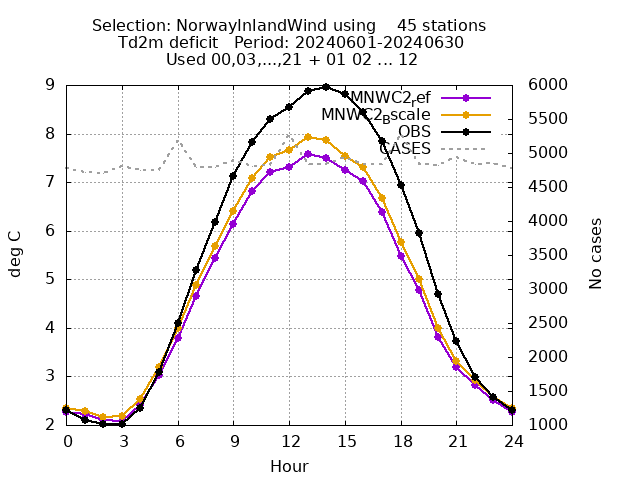 Selection: NorwayInlandWind using    45 stations
Td2m deficit   Period: 20240601-20240630
Used 00,03,...,21 + 01 02 ... 12
MNWC2_ref
MNWC2_Bscale
OBS
CASES
deg C
9
8
7
6
5
4
3
2
No cases
6000
5500
5000
4500
4000
3500
3000
2500
2000
1500
1000
0 3 6 9 12 15 18 21 24
Hour